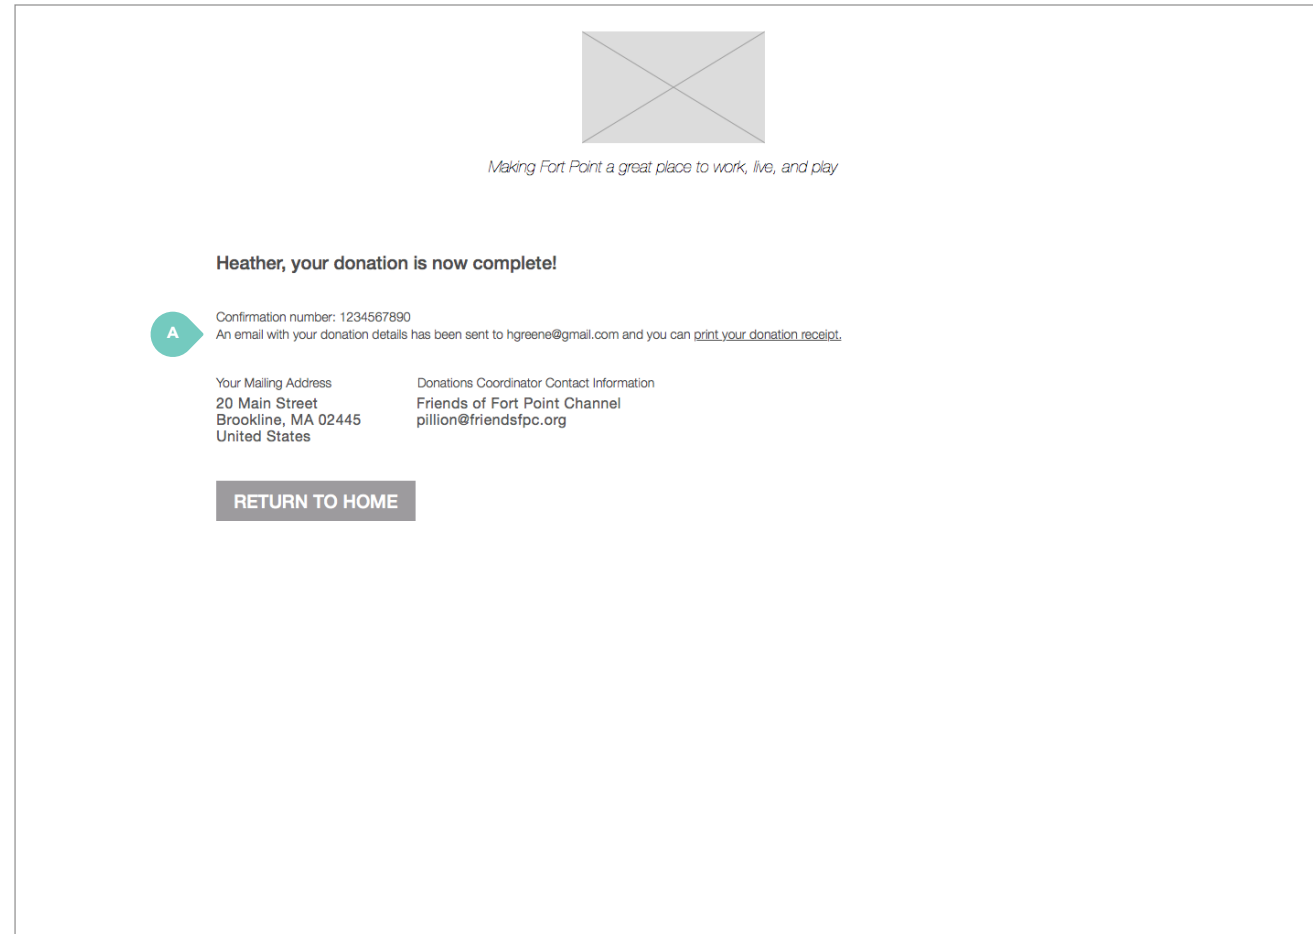 Making Fort Point a great place to work, live, and play
Heather, your donation is now complete!
Confirmation number: 1234567890
A
An email with your donation details has been sent to hgreene@gmail.com and you can print your donation receipt.
Your Mailing Address
20 Main Street
Brookline, MA 02445
United States
Donations Coordinator Contact Information
Friends of Fort Point Channel
pillion@friendsfpc.org
RETURN TO HOME